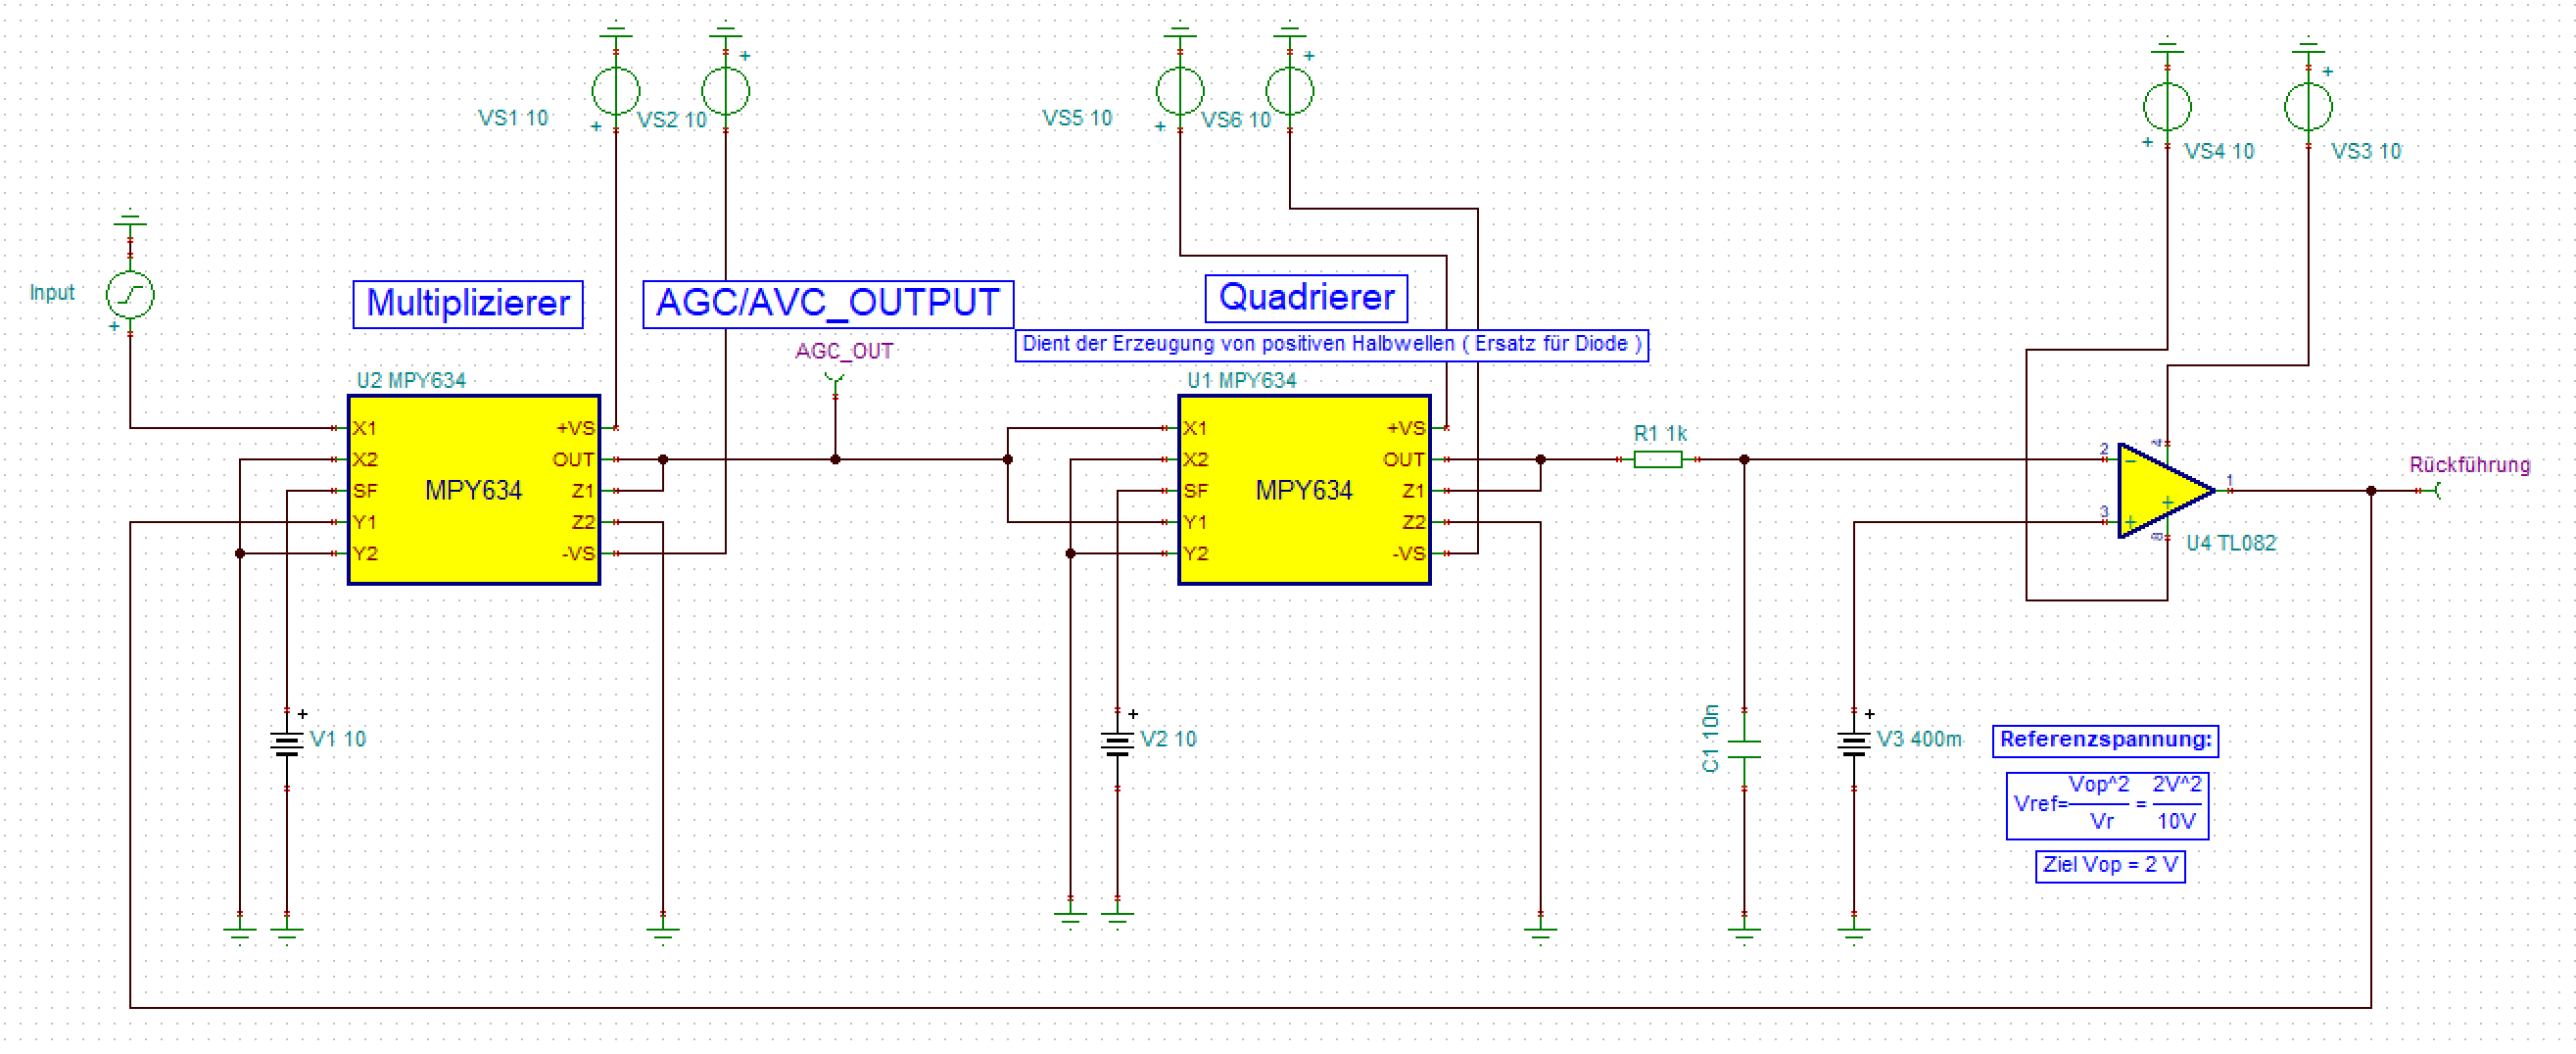 VS1 10
+
VS2 10
+
VS5 10
+
VS6 10
+
VS4 10
+
VS3 10
+
Input
+
Multiplizierer
AGC/AVC_OUTPUT
Quadrierer
Dient der Erzeugung von positiven Halbwellen ( Ersatz für Diode )
AGC_OUT
U2 MPY634
X1
X2
SF
Y1
Y2
MPY634
+VS
OUT
Z1
Z2
-VS
U1 MPY634
X1
X2
SF
Y1
Y2
MPY634
+VS
OUT
Z1
Z2
-VS
R1 1k
2
3
4
8
1
−
+
+
U4 TL082
Rückführung
V1 10
+
V2 10
+
C1 10n
V3 400m
+
Referenzspannung:
Vref=Vop^2/Vr = 2V^2/10V
Ziel Vop = 2 V